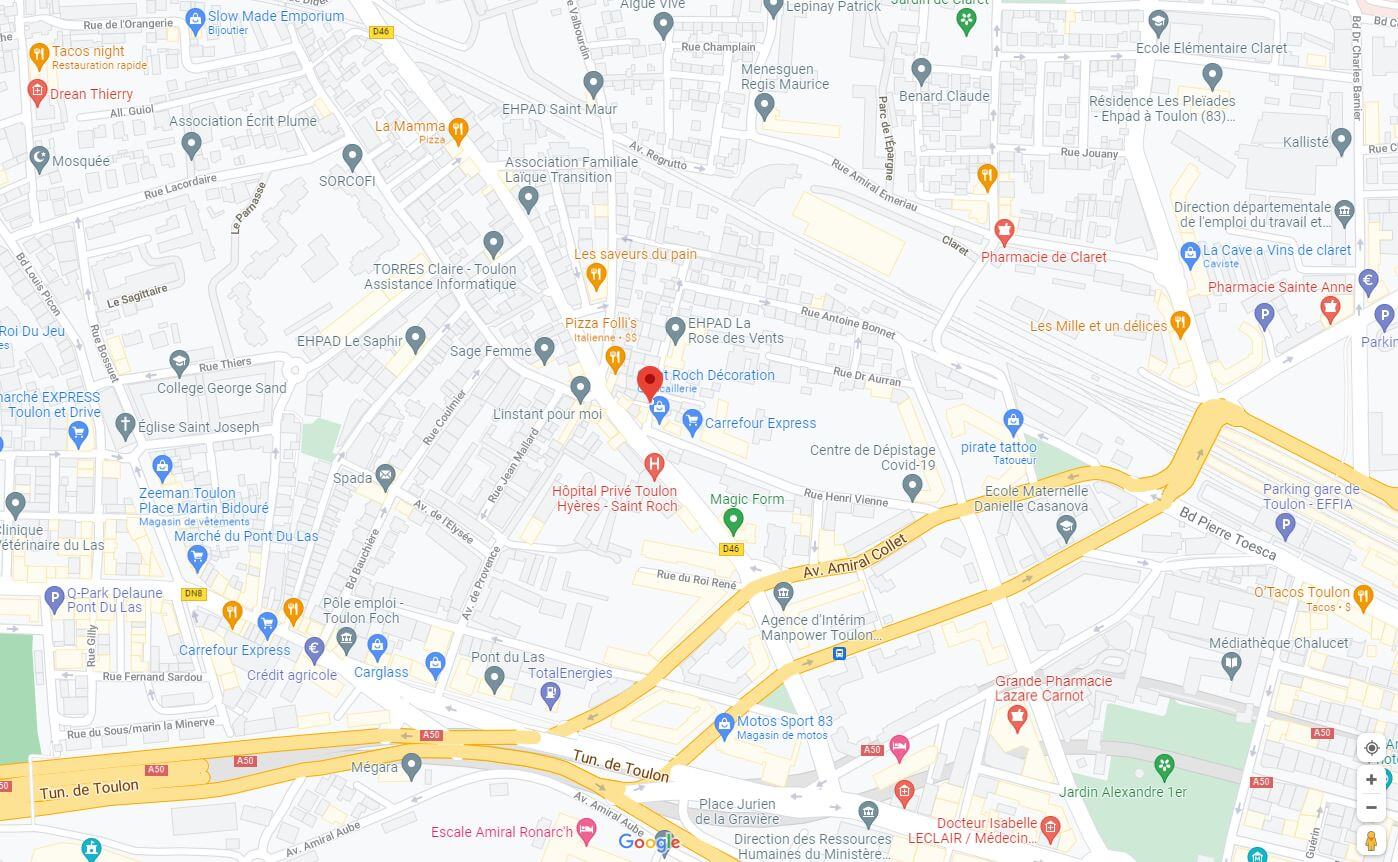 Rue de l'Orangerie
Slow Made Emporium
Bijoutier
D46
Aigue Vive
Lepinay Patrick
Jardin de Claret
Rue Valbourdin
Rue Champlain
Ecole Elémentaire Claret
Bd Dr Charles Barnier
Tacos night
Restauration rapide
Drean Thierry
All. Guiol
EHPAD Saint Maur
Menesguen
Regis Maurice
Benard Claude
Résidence Les Pleïades
- Ehpad à Toulon (83)...
Association Écrit Plume
La Mamma
Pizza
Parc de l'Épargne
Kallisté
Mosquée
SORCOFI
Association Familiale
Laïque Transition
Av. Regrutto
Rue Jouany
Rue Lacordaire
Le Parnasse
Rue Amiral Emeriau
Direction départementale
de l'emploi du travail et...
Claret
Pharmacie de Claret
La Cave a Vins de claret
Caviste
Bd Louis Picon
TORRES Claire - Toulon
Assistance Informatique
Les saveurs du pain
Pharmacie Sainte Anne
P
€
P
Le Sagittaire
Roi Du Jeu
Rue Bossuet
Pizza Folli's
Italienne · $$
EHPAD La
Rose des Vents
Rue Antoine Bonnet
Les Mille et un délices
Parkin
EHPAD Le Saphir
Sage Femme
Rue Thiers
College George Sand
Roch Décoration
Rue Dr Aurran
arché EXPRESS
Toulon et Drive
Rue Coulmier
L'instant pour moi
Carrefour Express
Église Saint Joseph
Rue Jean Mallard
Centre de Dépistage
Covid-19
pirate tattoo
Tatoueur
H
Spada
Hôpital Privé Toulon
Hyères - Saint Roch
Zeeman Toulon
Place Martin Bidouré
Magasin de vêtements
Magic Form
Rue Henri Vienne
Ecole Maternelle
Danielle Casanova
Parking gare de
Toulon - EFFIA
P
Clinique
Vétérinaire du Las
Marché du Pont Du Las
Av. de l'Elysée
D46
Bd Pierre Toesca
Bd Bauchière
Av. de Provence
Av. Amiral Collet
Rue du Roi René
P
Q-Park Delaune
Pont Du Las
DN8
Pôle emploi -
Toulon Foch
Agence d'Intérim
Manpower Toulon...
O'Tacos Toulon
Tacos · $
Rue Gilly
Carrefour Express
€
Crédit agricole
Carglass
Pont du Las
TotalEnergies
Médiathèque Chalucet
Rue Fernand Sardou
Grande Pharmacie
Lazare Carnot
Rue du Sous/marin la Minerve
Motos Sport 83
Magasin de motos
A50
A50
A50
A50
A50
A50
A50
Tun. de Toulon
Tun. de Toulon
Mégara
Jardin Alexandre 1er
Av. Amiral Aube
Av. Amiral Aube
Escale Amiral Ronarc'h
Google
Place Jurien
de la Gravière
Direction des Ressources
Humaines du Ministère...
Docteur Isabelle
LECLAIR / Médecin...
Guérin